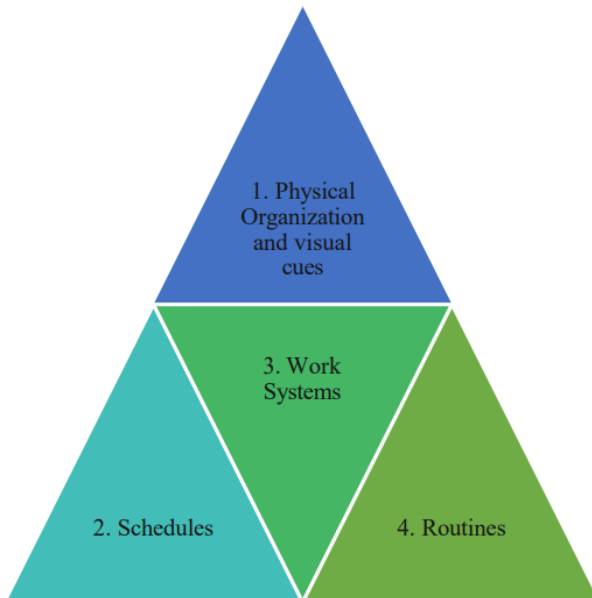 1. Physical
Organization
and visual
cues
3. Work
Systems
2. Schedules
4. Routines